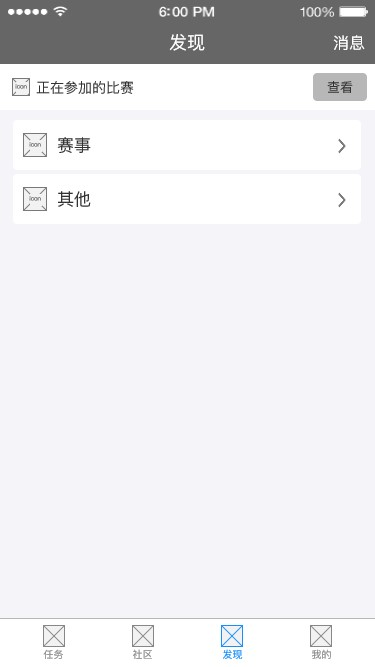 6:00 PM 100%
发现 消息
icon 正在参加的比赛 查看
icon 赛事
icon 其他
任务 社区 发现 我的